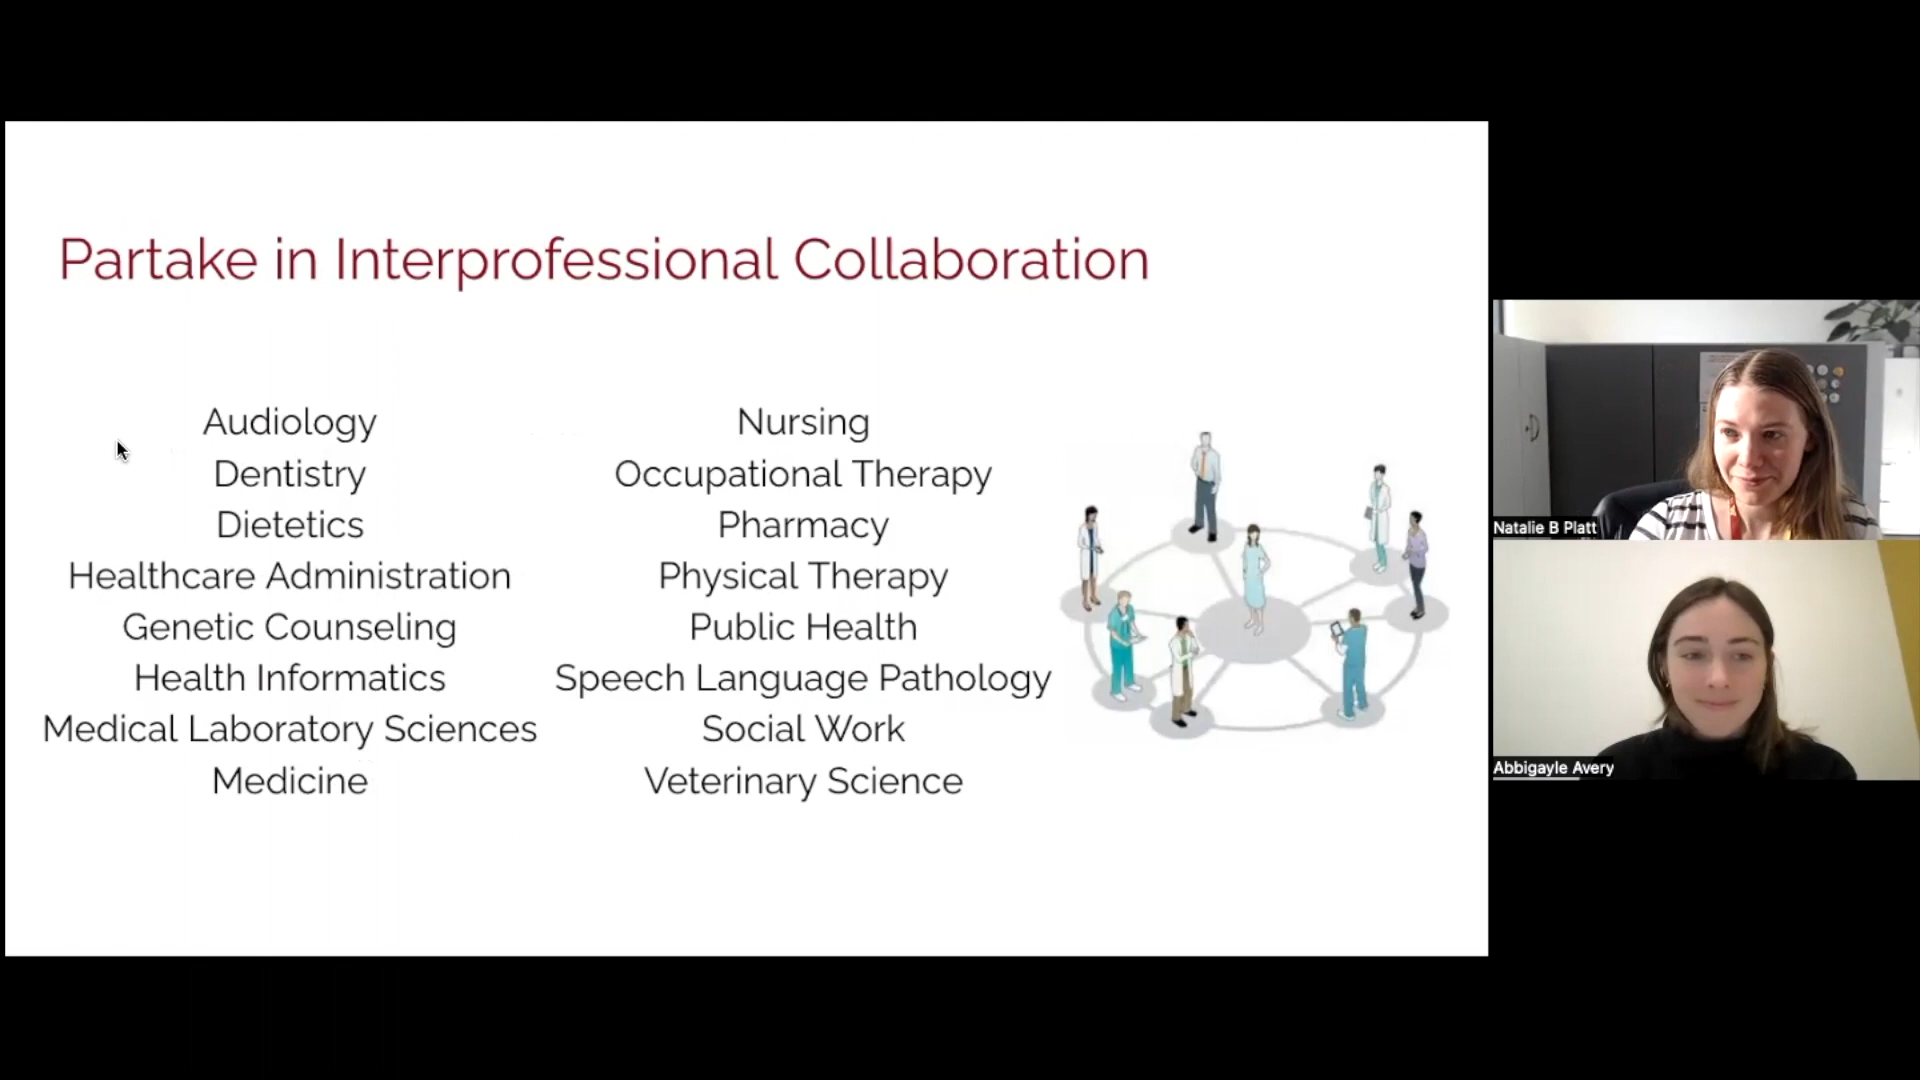 Partake in Interprofessional Collaboration
Audiology
Dentistry
Dietetics
Healthcare Administration
Genetic Counseling
Health Informatics
Medical Laboratory Sciences
Medicine
Nursing
Occupational Therapy
Pharmacy
Physical Therapy
Public Health
Speech Language Pathology
Social Work
Veterinary Science
Natalie B Platt
Abbigayle Avery